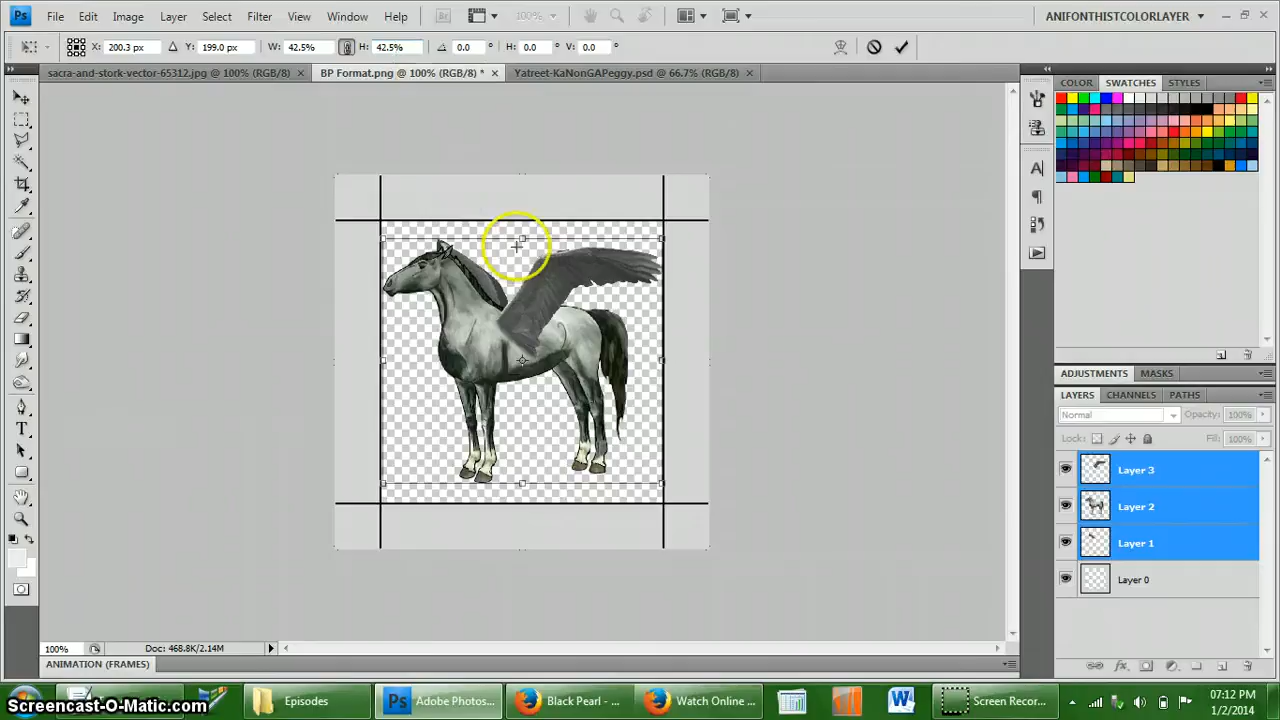 Ps File Edit Image Layer Select Filter View Window Help Br 100% ANIFONTHISTCOLORLAYER
X: 200.3 px Y: 199.0 px W: 42.5% H: 42.5% 0.0 ° H: 0.0 ° V: 0.0 °
sacra-and-stork-vector-65312.jpg @ 100% (RGB/8) × BP Format.png @ 100% (RGB/8) * × Yatreet-KaNonGAPeggy.psd @ 66.7% (RGB/8) ×
COLOR SWATCHES STYLES
ADJUSTMENTS MASKS
LAYERS CHANNELS PATHS
Normal Opacity: 100%
Lock: Fill: 100%
Layer 3
Layer 2
Layer 1
Layer 0
100% Doc: 468.8K/2.14M
ANIMATION (FRAMES)
Episodes Ps Adobe Photos... Black Pearl - ... Watch Online ... W Screen Recor... 07:12 PM
1/2/2014
Screencast-O-Matic.com